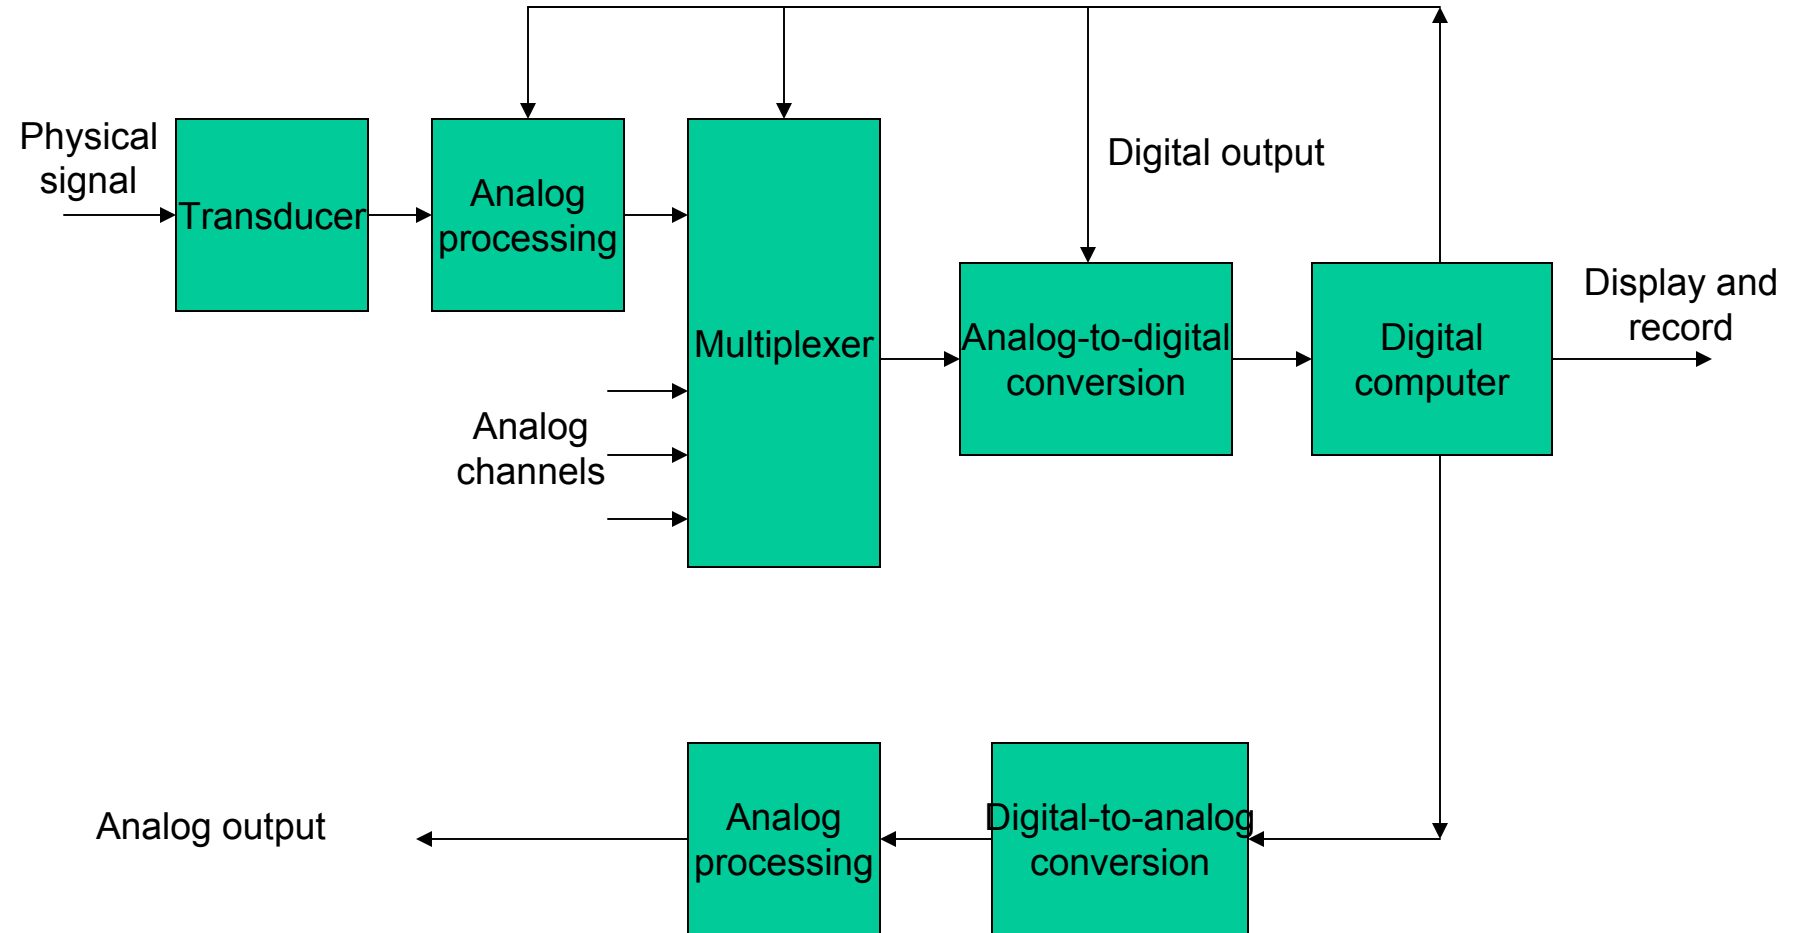 Physical
signal
Transducer
Analog
processing
Multiplexer
Analog
channels
Digital output
Analog-to-digital
conversion
Digital
computer
Display and
record
Analog output
Analog
processing
Digital-to-analog
conversion